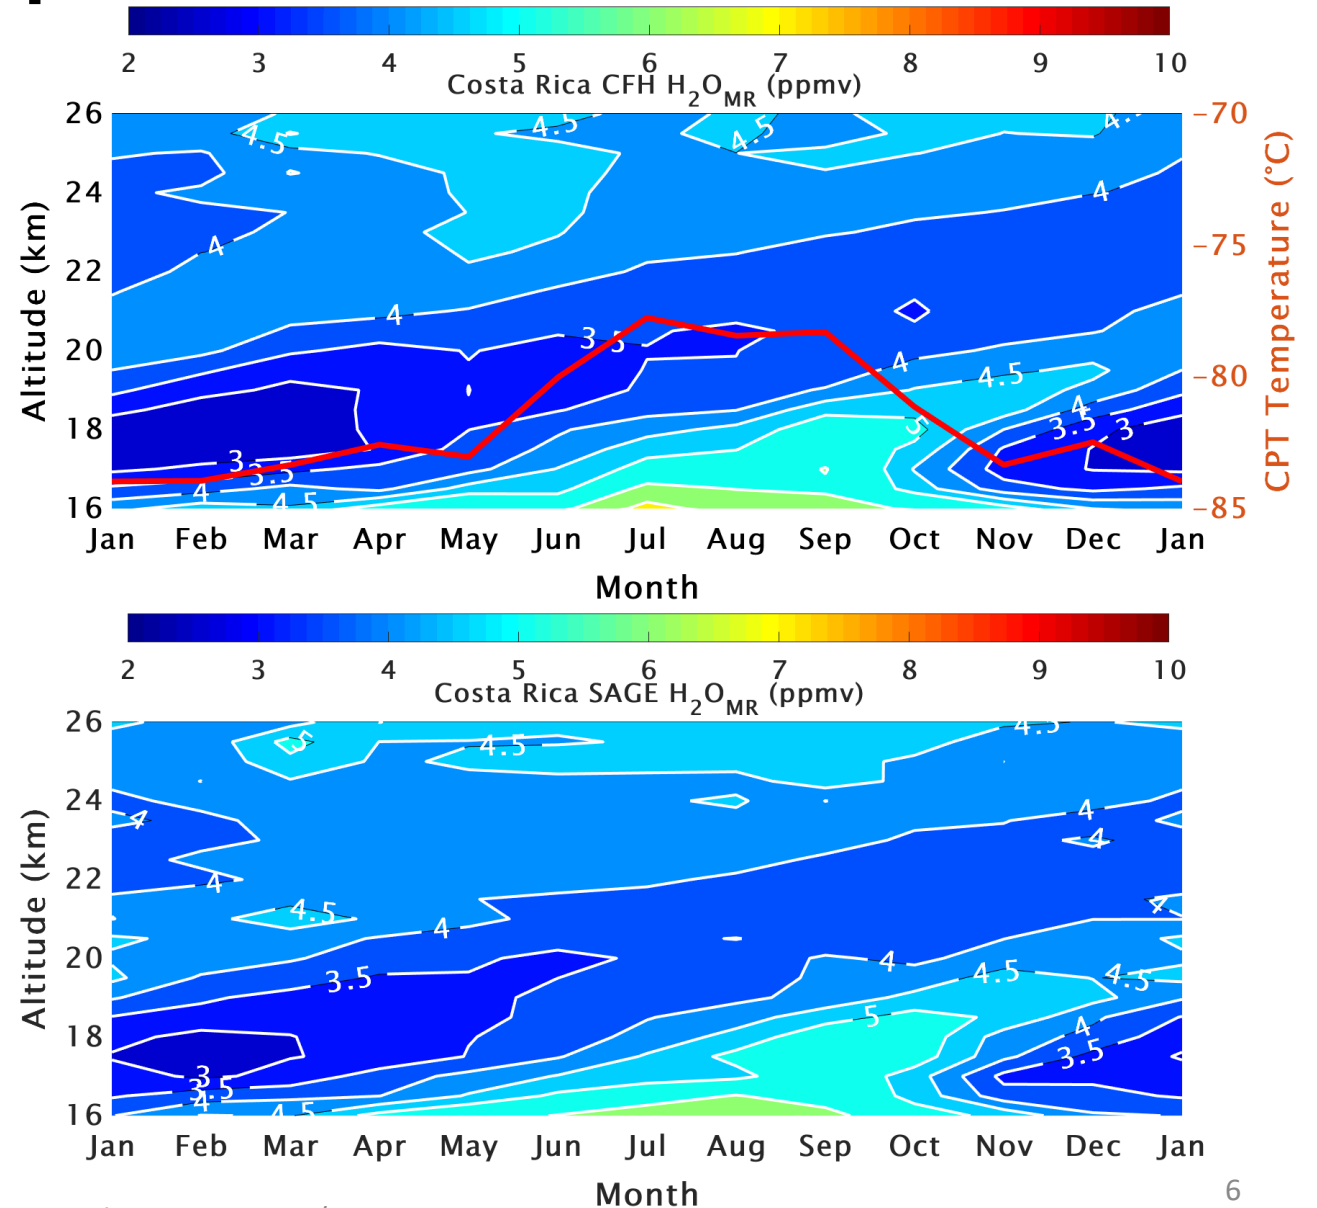 2 3 4 5 6 7 8 9 10
Costa Rica CFH H2OMR (ppmv)
26 24 22 20 18 16
Altitude (km)
4.5 4.5 4.5 4.
4 4 4
3.5 4 4.5
3 3.5 4 4.5 5 4 3.5 3
-70 -75 -80 -85
CPT Temperature (°C)
Jan Feb Mar Apr May Jun Jul Aug Sep Oct Nov Dec Jan
Month
2 3 4 5 6 7 8 9 10
Costa Rica SAGE H2OMR (ppmv)
26 24 22 20 18 16
Altitude (km)
5 4.5 4.5
4 4 4
4 4.5 4 4
3.5 4 4.5 4.5
5 4 3.5
3 3.5 4 4.5
Jan Feb Mar Apr May Jun Jul Aug Sep Oct Nov Dec Jan
Month
6